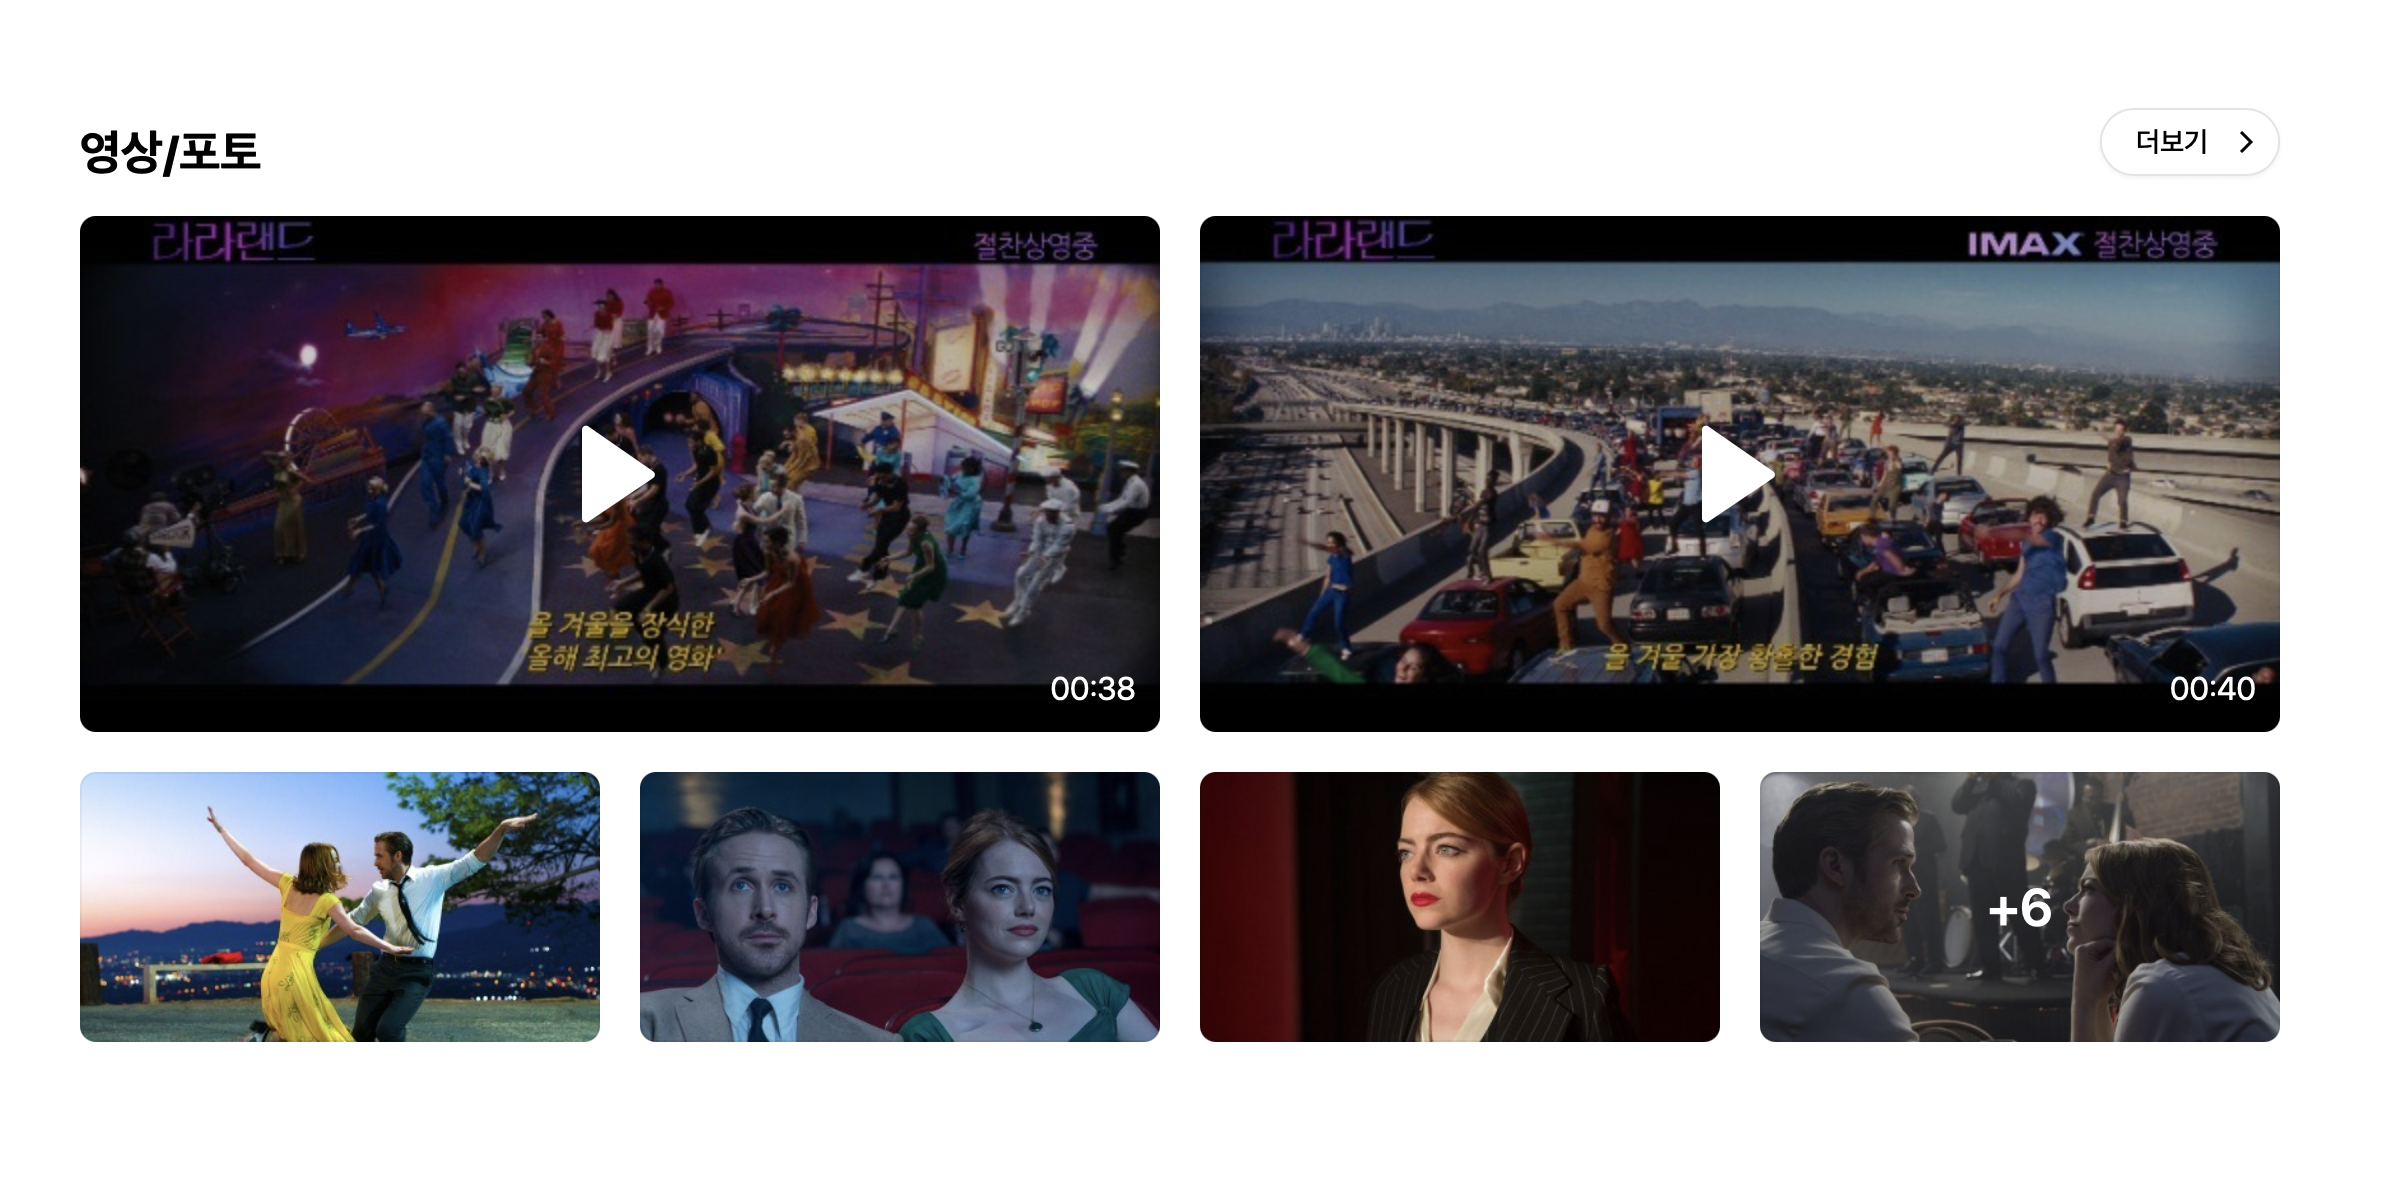 영상/포토
더보기
라라랜드
절찬상영중
올 겨울을 장식한
'올해 최고의 영화'
00:38
라라랜드
IMAX 절찬상영중
올 겨울 가장 황홀한 경험
00:40
+6